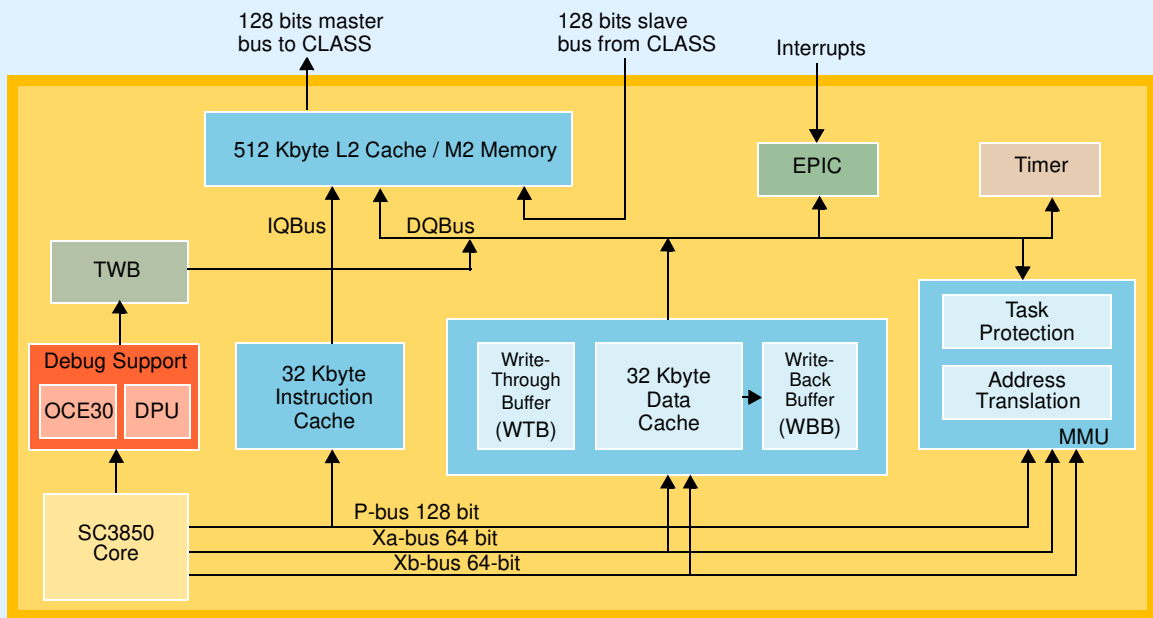 128 bits master
bus to CLASS
128 bits slave
bus from CLASS
Interrupts
512 Kbyte L2 Cache / M2 Memory
EPIC
Timer
IQBus
DQBus
TWB
Task
Protection
Address
Translation
MMU
Debug Support
OCE30
DPU
32 Kbyte
Instruction
Cache
Write-
Through
Buffer
(WTB)
32 Kbyte
Data
Cache
Write-
Back
Buffer
(WBB)
SC3850
Core
P-bus 128 bit
Xa-bus 64 bit
Xb-bus 64-bit